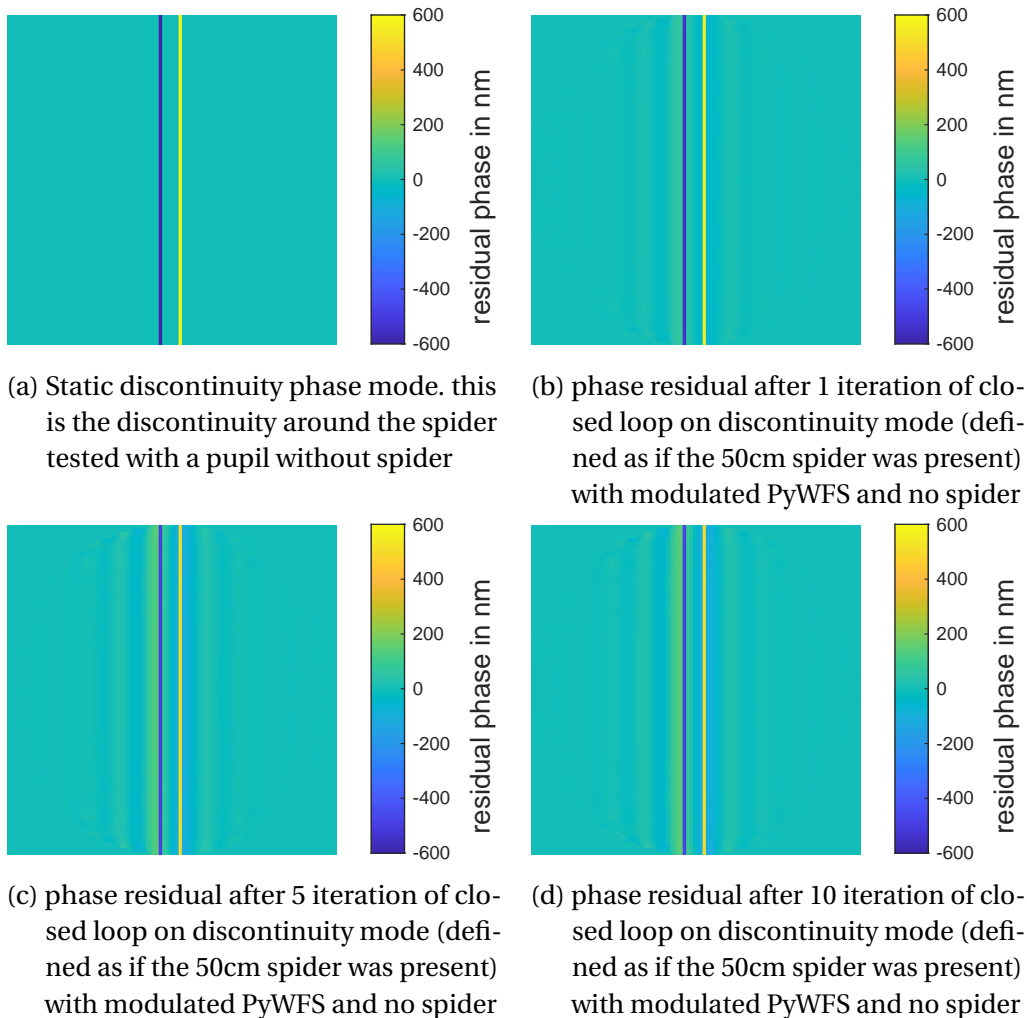 600
400
200
0
-200
-400
-600
residual phase in nm
600
400
200
0
-200
-400
-600
residual phase in nm
(a) Static discontinuity phase mode. this
is the discontinuity around the spider
tested with a pupil without spider
(b) phase residual after 1 iteration of clo-
sed loop on discontinuity mode (defi-
ned as if the 50cm spider was present)
with modulated PyWFS and no spider
600
400
200
0
-200
-400
-600
residual phase in nm
600
400
200
0
-200
-400
-600
residual phase in nm
(c) phase residual after 5 iteration of clo-
sed loop on discontinuity mode (defi-
ned as if the 50cm spider was present)
with modulated PyWFS and no spider
(d) phase residual after 10 iteration of clo-
sed loop on discontinuity mode (defi-
ned as if the 50cm spider was present)
with modulated PyWFS and no spider